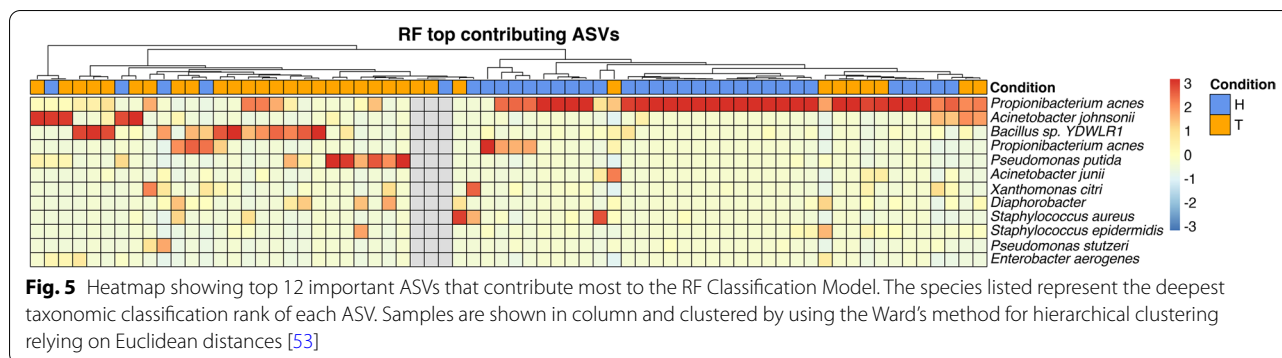 RF top contributing ASVs
Condition
Propionibacterium acnes
Acinetobacter johnsonii
Bacillus sp. YDWLR1
Propionibacterium acnes
Pseudomonas putida
Acinetobacter junii
Xanthomonas citri
Diaphorobacter
Staphylococcus aureus
Staphylococcus epidermidis
Pseudomonas stutzeri
Enterobacter aerogenes
3
2
1
0
-1
-2
-3
Condition
H
T
Fig. 5 Heatmap showing top 12 important ASVs that contribute most to the RF Classification Model. The species listed represent the deepest
taxonomic classification rank of each ASV. Samples are shown in column and clustered by using the Ward's method for hierarchical clustering
relying on Euclidean distances [53]